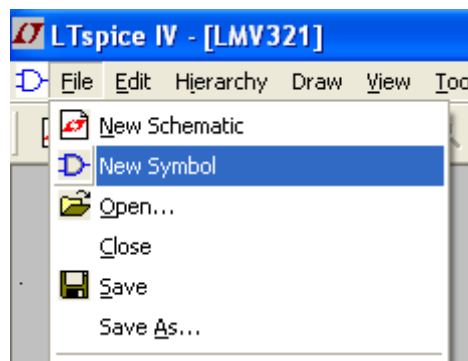 LTspice IV - [LMV321]
File Edit Hierarchy Draw View
New Schematic
New Symbol
Open...
Close
Save
Save As...